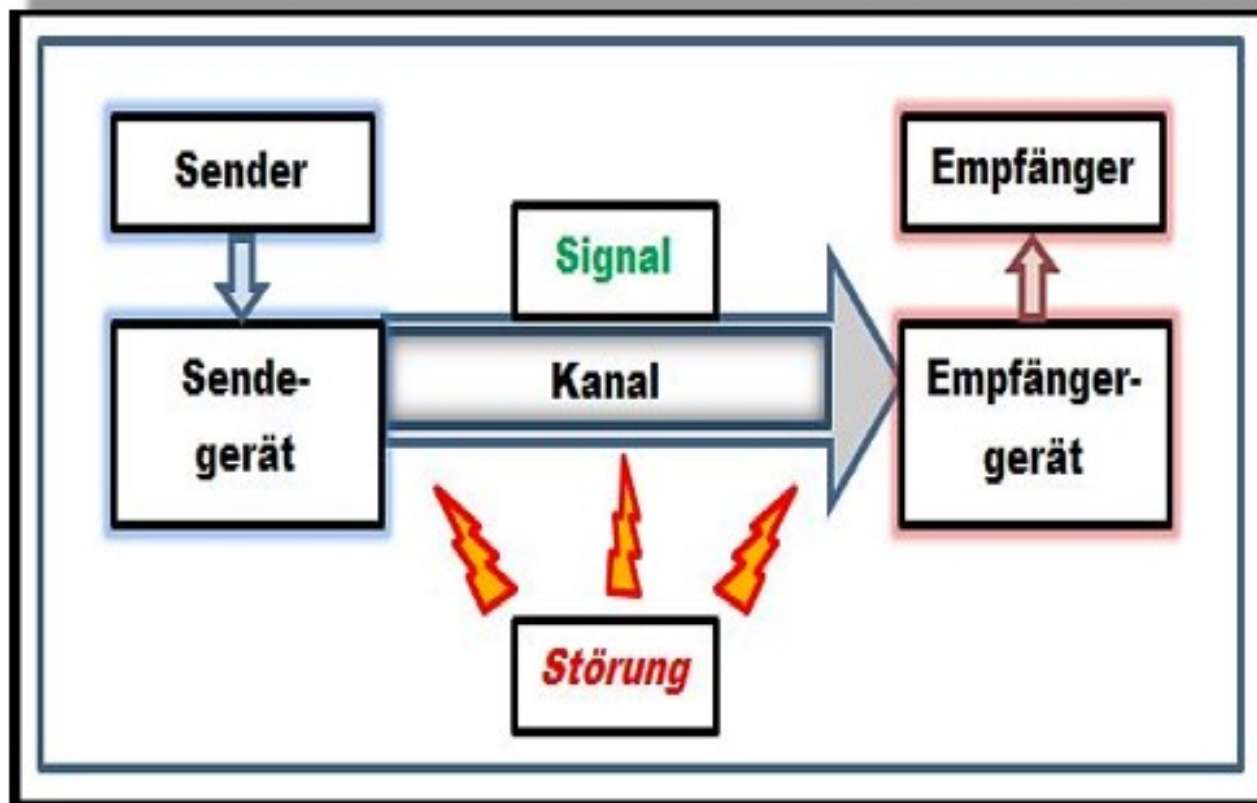 Sender
Empfänger
Signal
Sende-
gerät
Kanal
Empfänger-
gerät
Störung